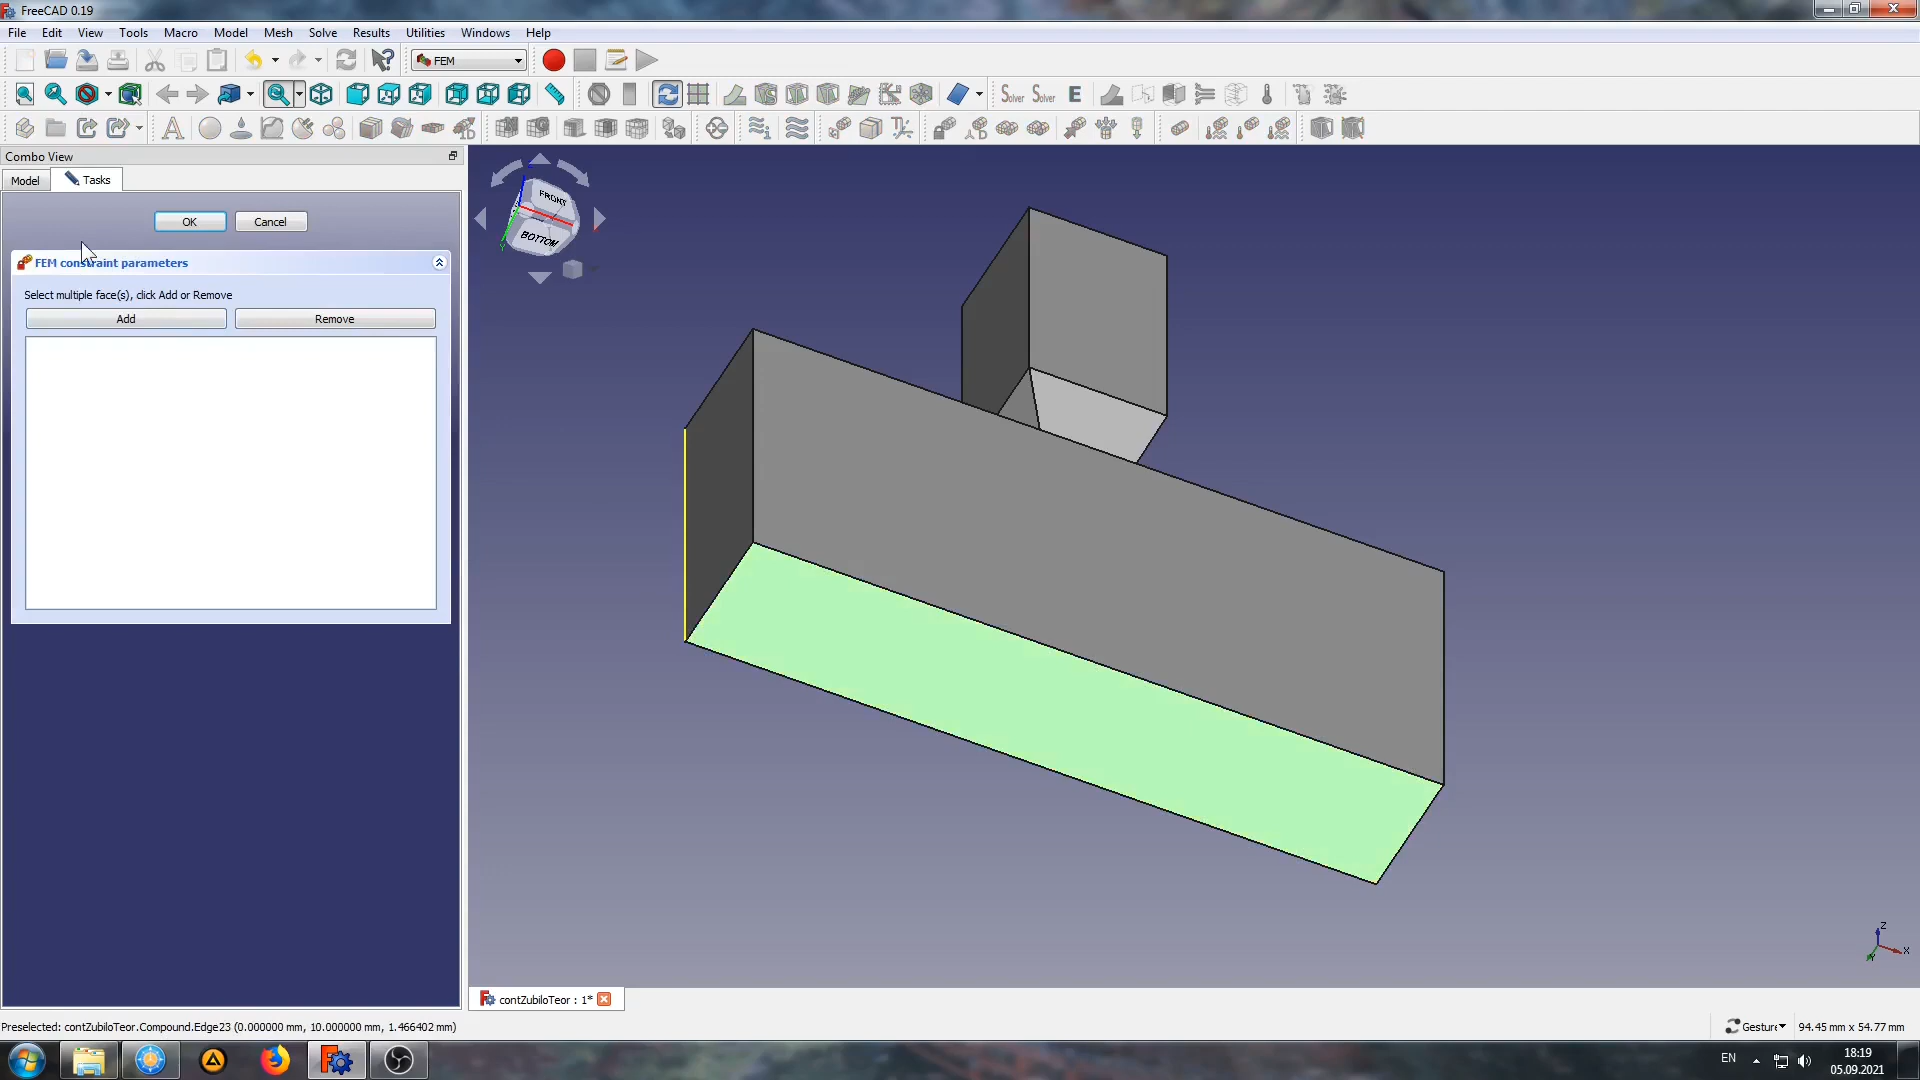 FreeCAD 0.19
File Edit View Tools Macro Model Mesh Solve Results Utilities Windows Help
FEM
Solver Solver E
Combo View
Model Tasks
OK Cancel
FEM constraint parameters
Select multiple face(s), click Add or Remove
Add Remove
FRONT
BOTTOM
Z
X
Y
contZubiloTeor : 1*
Preselected: contZubiloTeor.Compound.Edge23 (0.000000 mm, 10.000000 mm, 1.466402 mm)
Gesture 94.45 mm x 54.77 mm
EN
18:19
05.09.2021